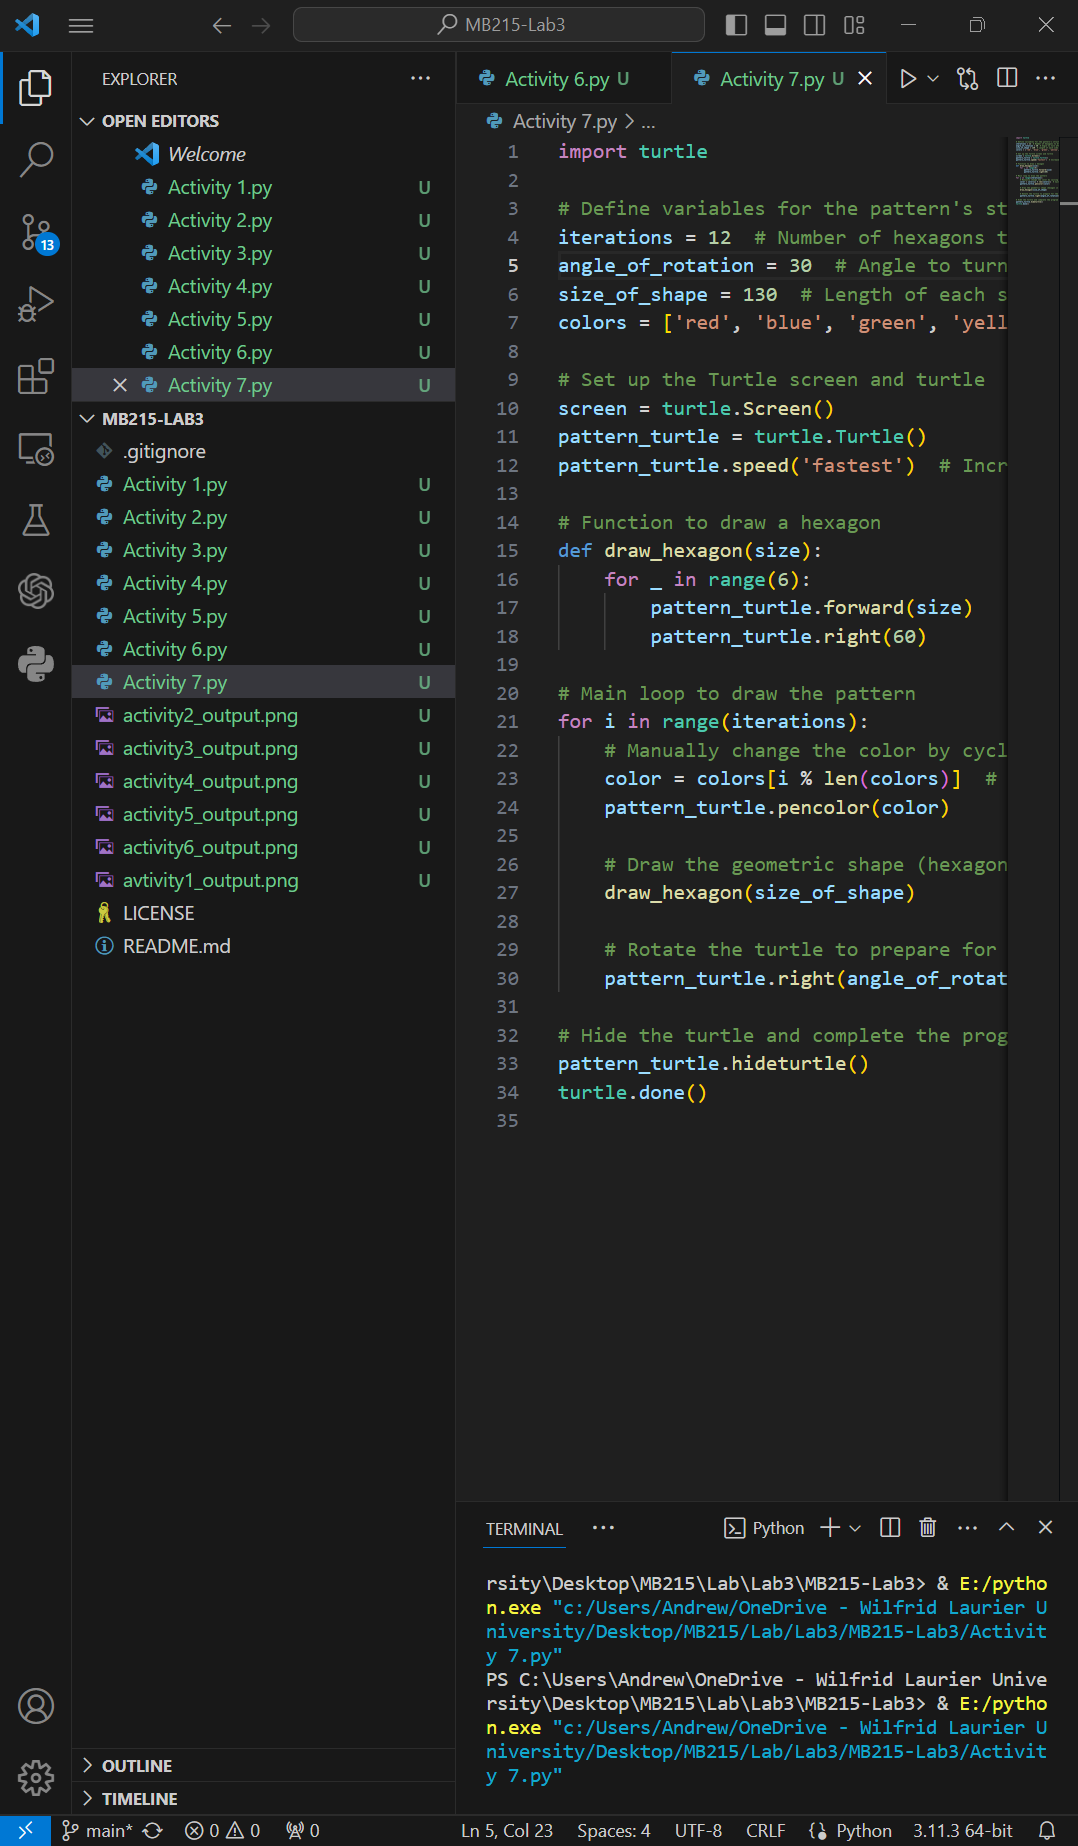 MB215-Lab3
EXPLORER
OPEN EDITORS
Welcome
Activity 1.py U
Activity 2.py U
Activity 3.py U
Activity 4.py U
Activity 5.py U
Activity 6.py U
Activity 7.py U
MB215-LAB3
.gitignore
Activity 1.py U
Activity 2.py U
Activity 3.py U
Activity 4.py U
Activity 5.py U
Activity 6.py U
Activity 7.py U
activity2_output.png U
activity3_output.png U
activity4_output.png U
activity5_output.png U
activity6_output.png U
avtivity1_output.png U
LICENSE
README.md
OUTLINE
TIMELINE
13
Activity 6.py U
Activity 7.py U
Activity 7.py > ...
1 import turtle
2
3 # Define variables for the pattern's st
4 iterations = 12  # Number of hexagons t
5 angle_of_rotation = 30  # Angle to turn
6 size_of_shape = 130  # Length of each s
7 colors = ['red', 'blue', 'green', 'yell
8
9 # Set up the Turtle screen and turtle
10 screen = turtle.Screen()
11 pattern_turtle = turtle.Turtle()
12 pattern_turtle.speed('fastest')  # Incr
13
14 # Function to draw a hexagon
15 def draw_hexagon(size):
16     for _ in range(6):
17         pattern_turtle.forward(size)
18         pattern_turtle.right(60)
19
20 # Main loop to draw the pattern
21 for i in range(iterations):
22     # Manually change the color by cycl
23     color = colors[i % len(colors)]  #
24     pattern_turtle.pencolor(color)
25
26     # Draw the geometric shape (hexagon
27     draw_hexagon(size_of_shape)
28
29     # Rotate the turtle to prepare for
30     pattern_turtle.right(angle_of_rotat
31
32 # Hide the turtle and complete the prog
33 pattern_turtle.hideturtle()
34 turtle.done()
35
TERMINAL
Python
rsity\Desktop\MB215\Lab\Lab3\MB215-Lab3> & E:/pytho
n.exe "c:/Users/Andrew/OneDrive - Wilfrid Laurier U
niversity/Desktop/MB215/Lab/Lab3/MB215-Lab3/Activit
y 7.py"
PS C:\Users\Andrew\OneDrive - Wilfrid Laurier Unive
rsity\Desktop\MB215\Lab\Lab3\MB215-Lab3> & E:/pytho
n.exe "c:/Users/Andrew/OneDrive - Wilfrid Laurier U
niversity/Desktop/MB215/Lab/Lab3/MB215-Lab3/Activit
y 7.py"
main* 0 0 0 Ln 5, Col 23 Spaces: 4 UTF-8 CRLF Python 3.11.3 64-bit